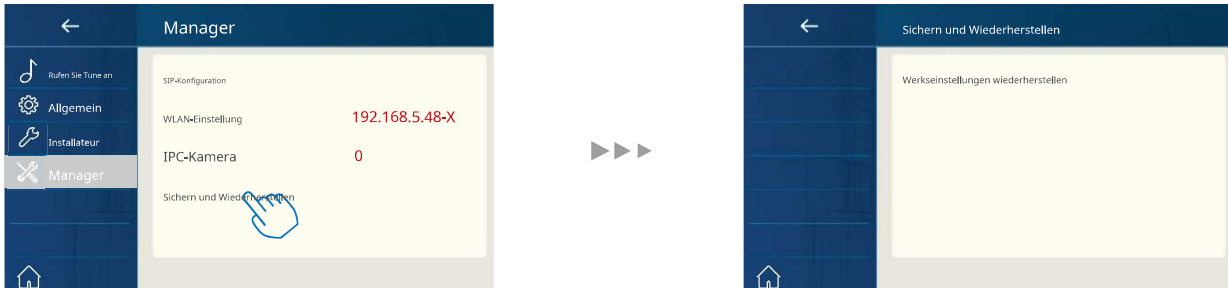 Manager
Rufen Sie Tune an
Allgemein
Installateur
Manager
SIP-Konfiguration
WLAN-Einstellung 192.168.5.48-X
IPC-Kamera 0
Sichern und Wiederherstellen
Sichern und Wiederherstellen
Werkseinstellungen wiederherstellen